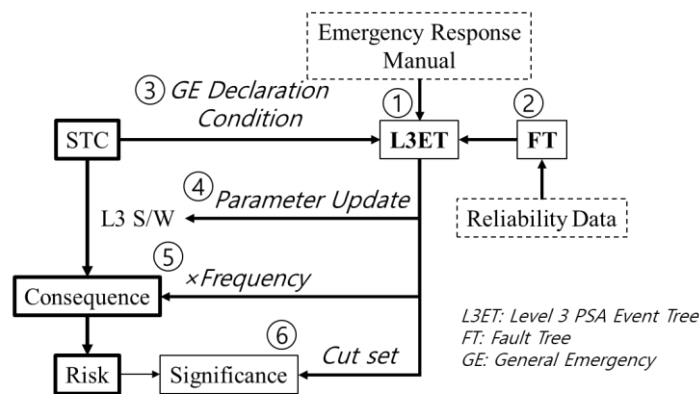 Emergency Response
Manual
③ GE Declaration
Condition
①
②
STC
L3ET
FT
④ Parameter Update
L3 S/W
Reliability Data
⑤ ×Frequency
Consequence
⑥
Cut set
Risk
Significance
L3ET: Level 3 PSA Event Tree
FT: Fault Tree
GE: General Emergency